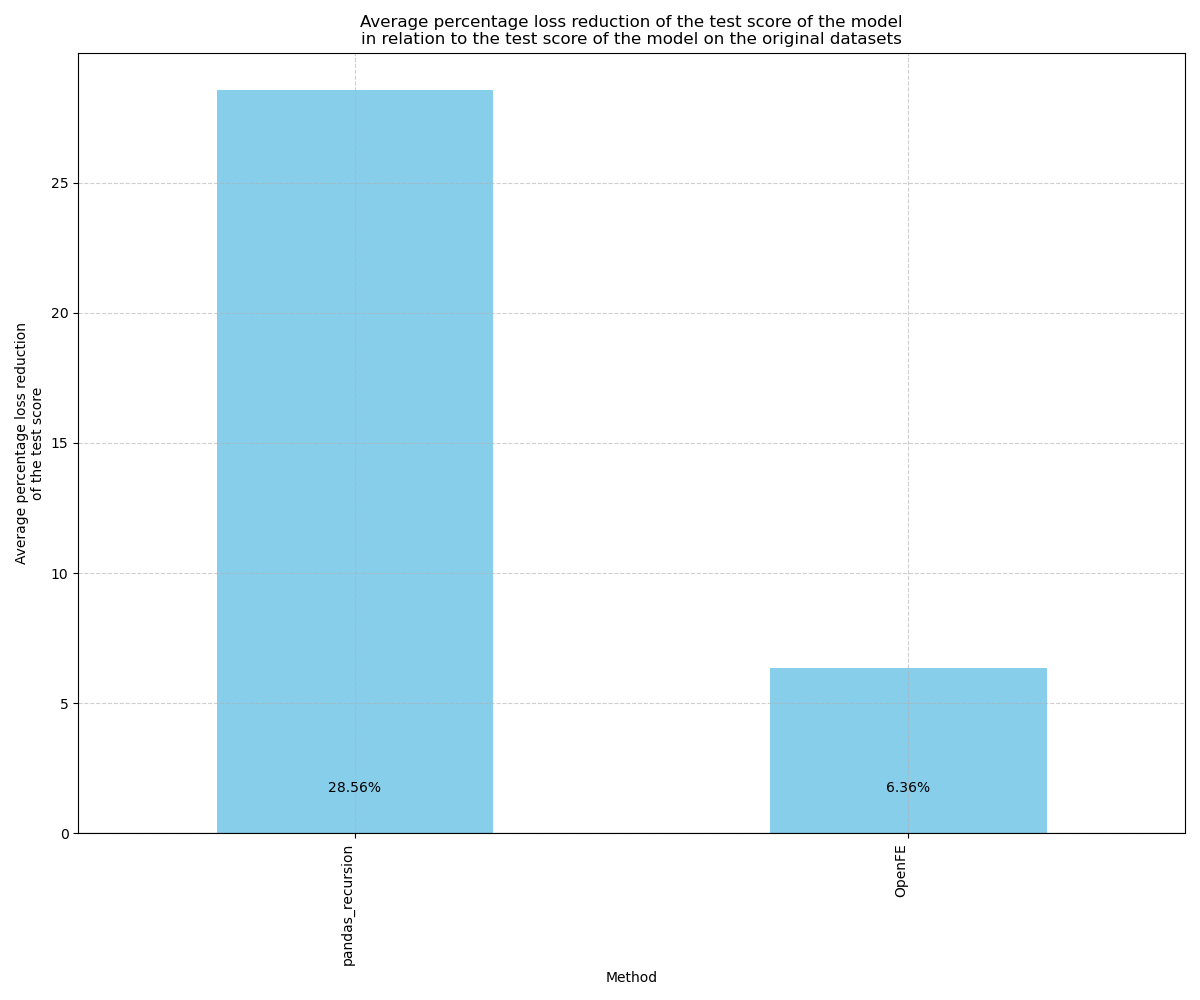 Average percentage loss reduction of the test score of the model
in relation to the test score of the model on the original datasets
Average percentage loss reduction
of the test score
25
20
15
10
5
0
28.56%
6.36%
pandas_recursion
OpenFE
Method